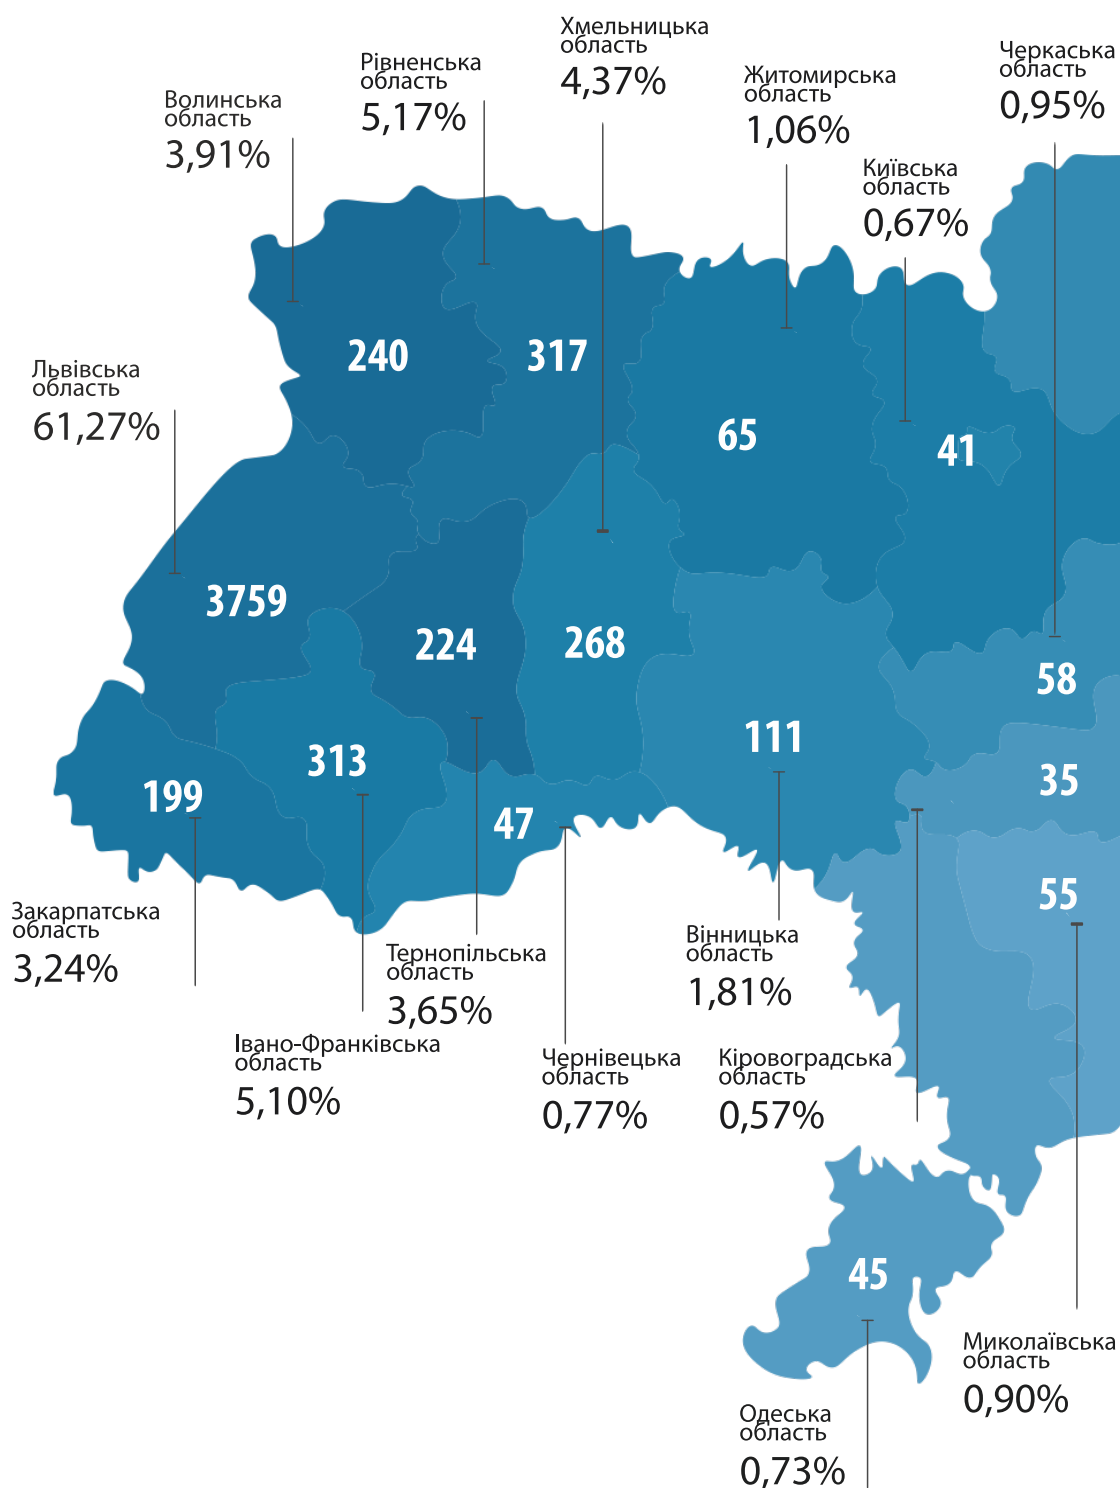 Хмельницька
область
4,37%
Рівненська
область
5,17%
Волинська
область
3,91%
Житомирська
область
1,06%
Черкаська
область
0,95%
Київська
область
0,67%
Львівська
область
61,27%
240
317
65
41
3759
224
268
58
111
35
313
199
47
55
Закарпатська
область
3,24%
Тернопільська
область
3,65%
Вінницька
область
1,81%
Івано-Франківська
область
5,10%
Чернівецька
область
0,77%
Кіровоградська
область
0,57%
45
Миколаївська
область
0,90%
Одеська
область
0,73%